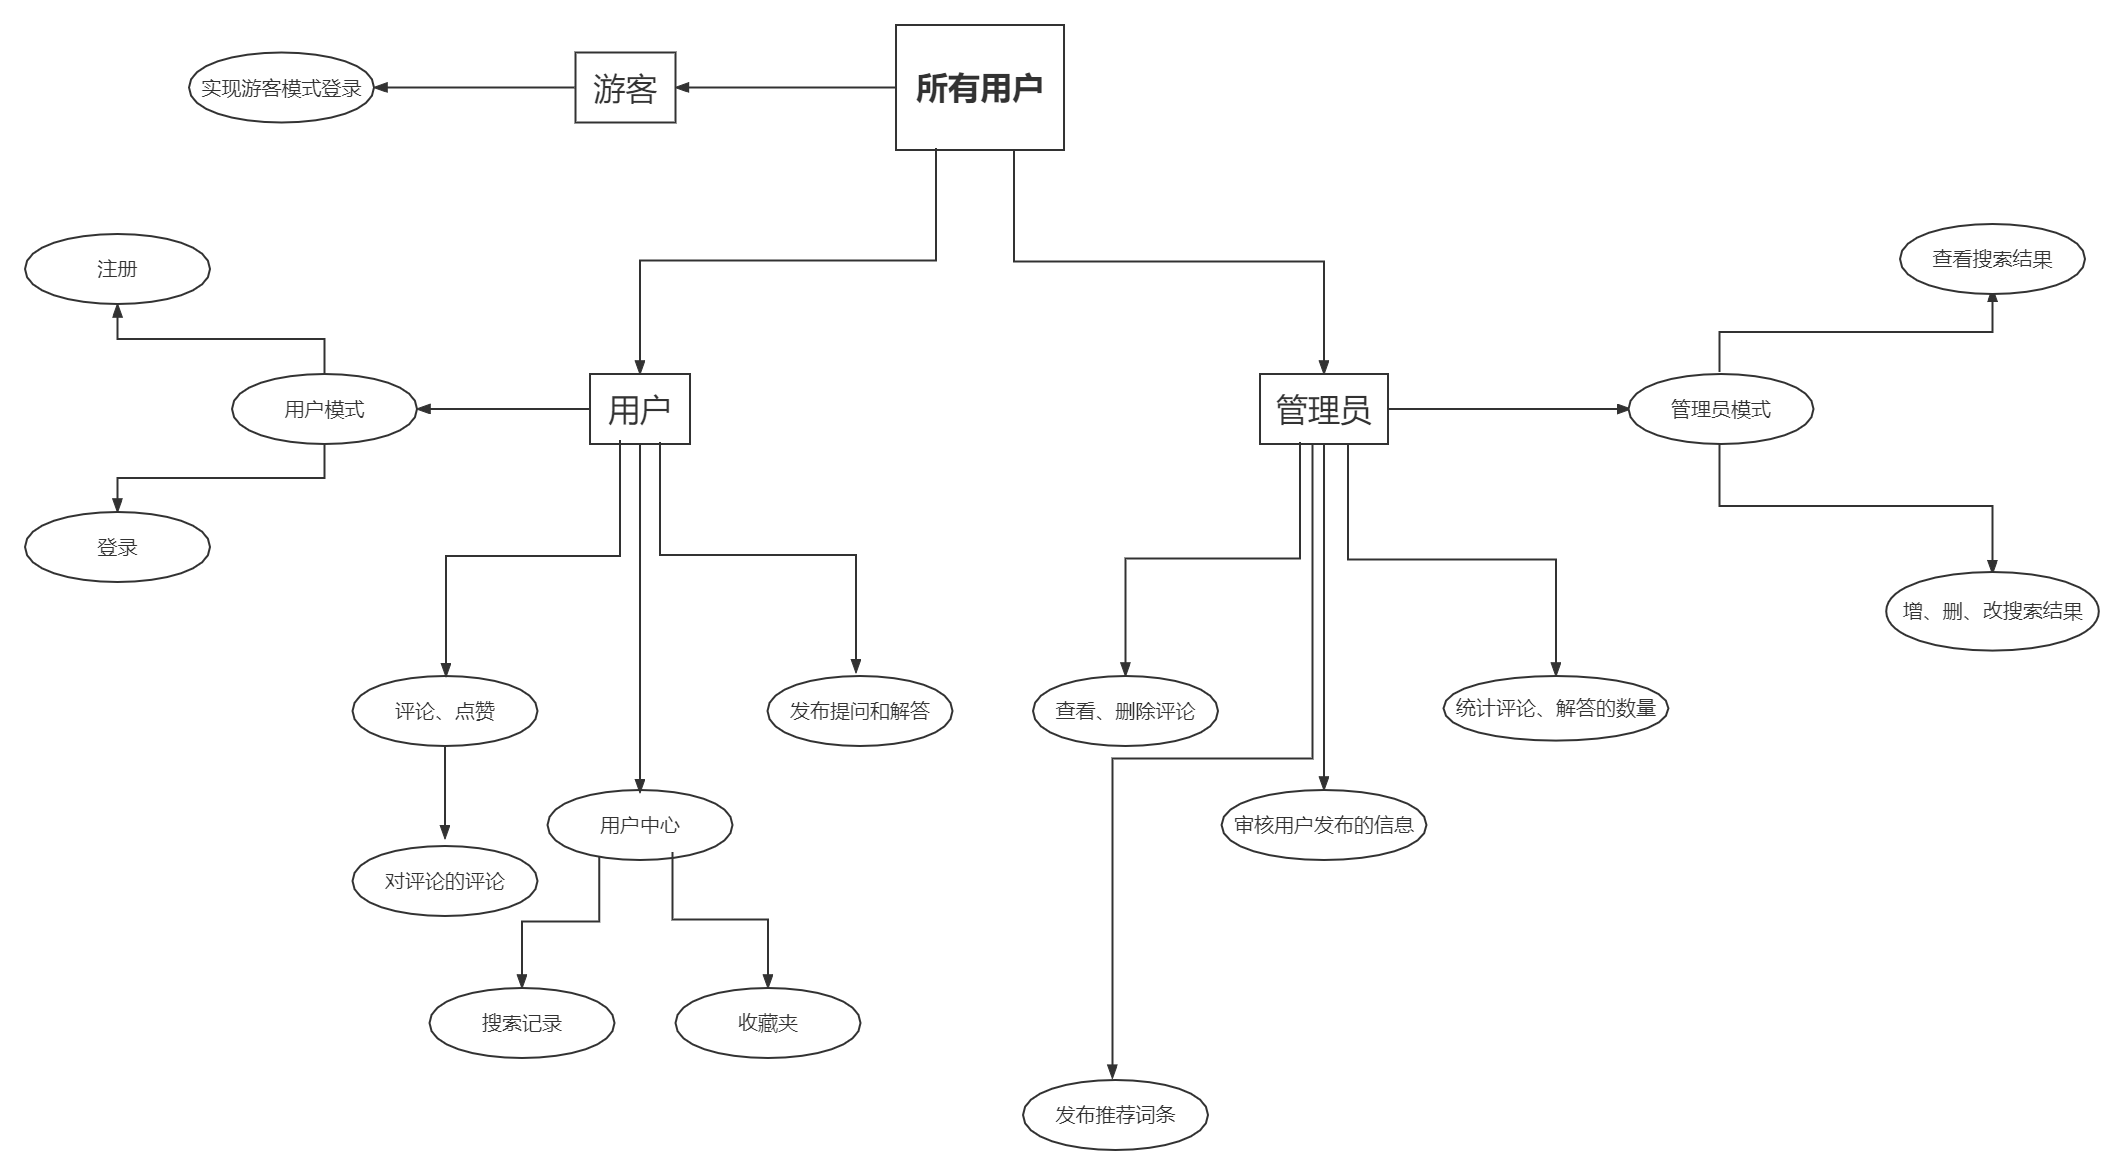 所有用户
游客
实现游客模式登录
注册
查看搜索结果
用户模式
用户
管理员
管理员模式
登录
增、删、改搜索结果
评论、点赞
发布提问和解答
查看、删除评论
统计评论、解答的数量
用户中心
审核用户发布的信息
对评论的评论
搜索记录
收藏夹
发布推荐词条